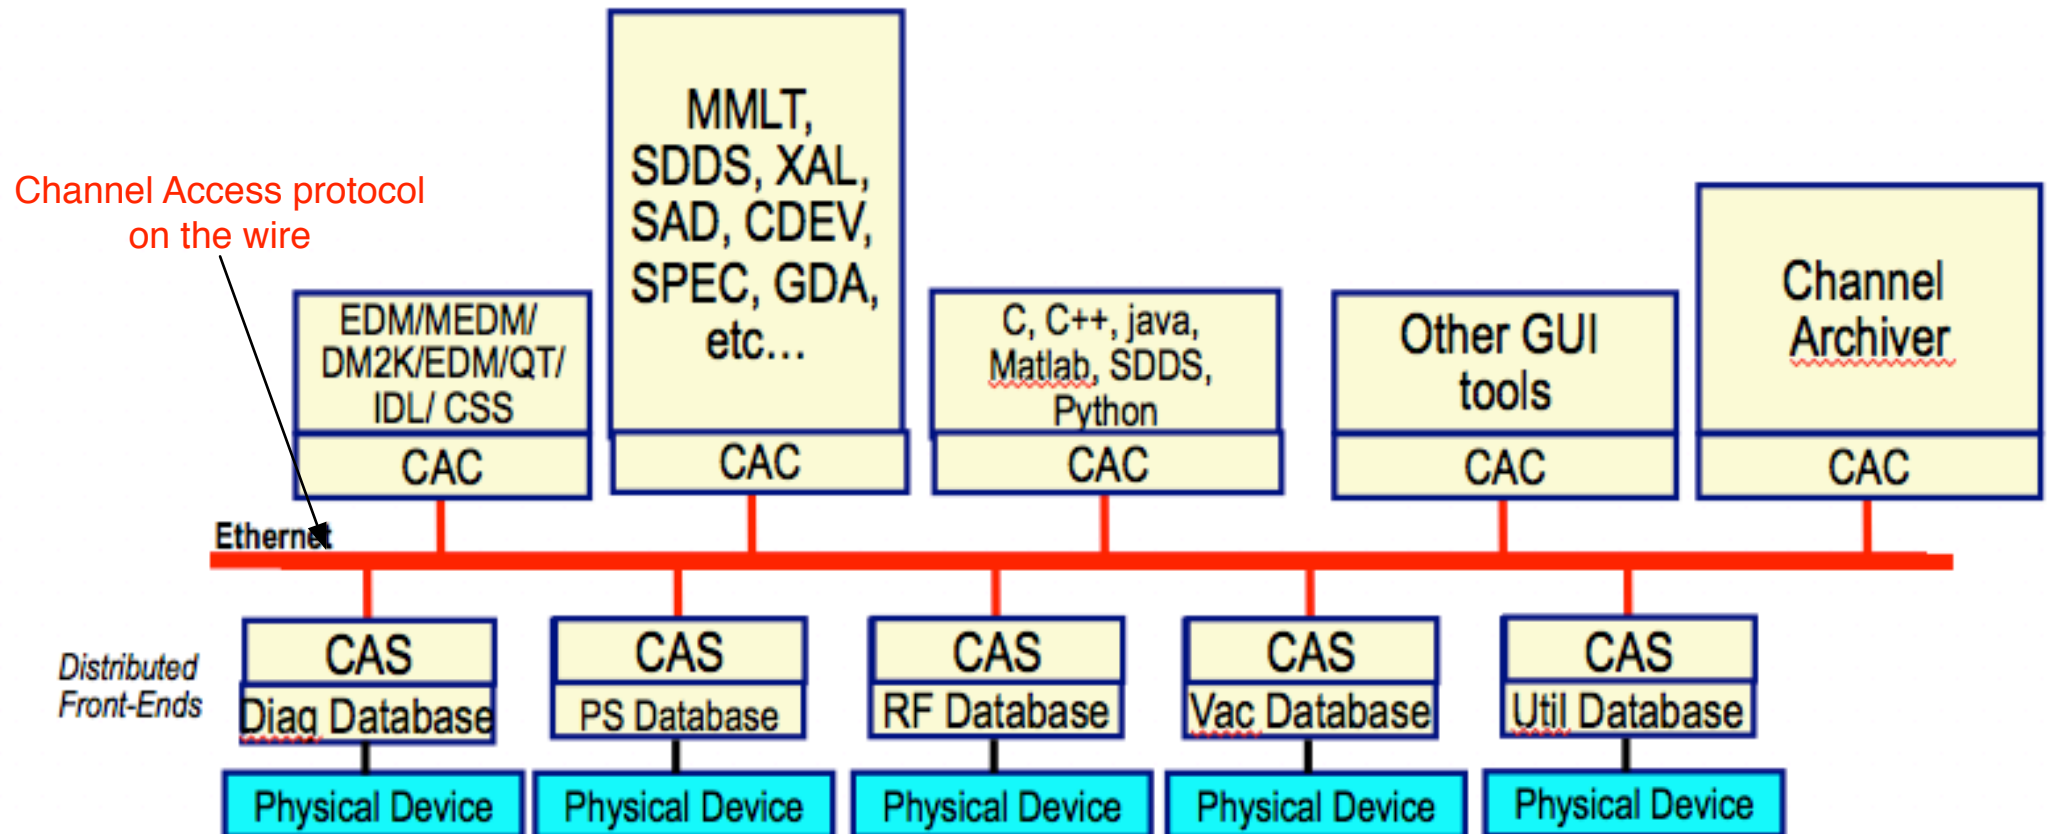 MMLT,
SDDS, XAL,
SAD, CDEV,
SPEC, GDA,
etc...
Channel Access protocol
on the wire
EDM/MEDM/
DM2K/EDM/QT/
IDL/ CSS
C, C++, java,
Matlab, SDDS,
Python
Other GUI
tools
Channel
Archiver
CAC
CAC
CAC
CAC
CAC
Ethernet
Distributed
Front-Ends
CAS
CAS
CAS
CAS
CAS
Diag Database
PS Database
RF Database
Vac Database
Util Database
Physical Device
Physical Device
Physical Device
Physical Device
Physical Device